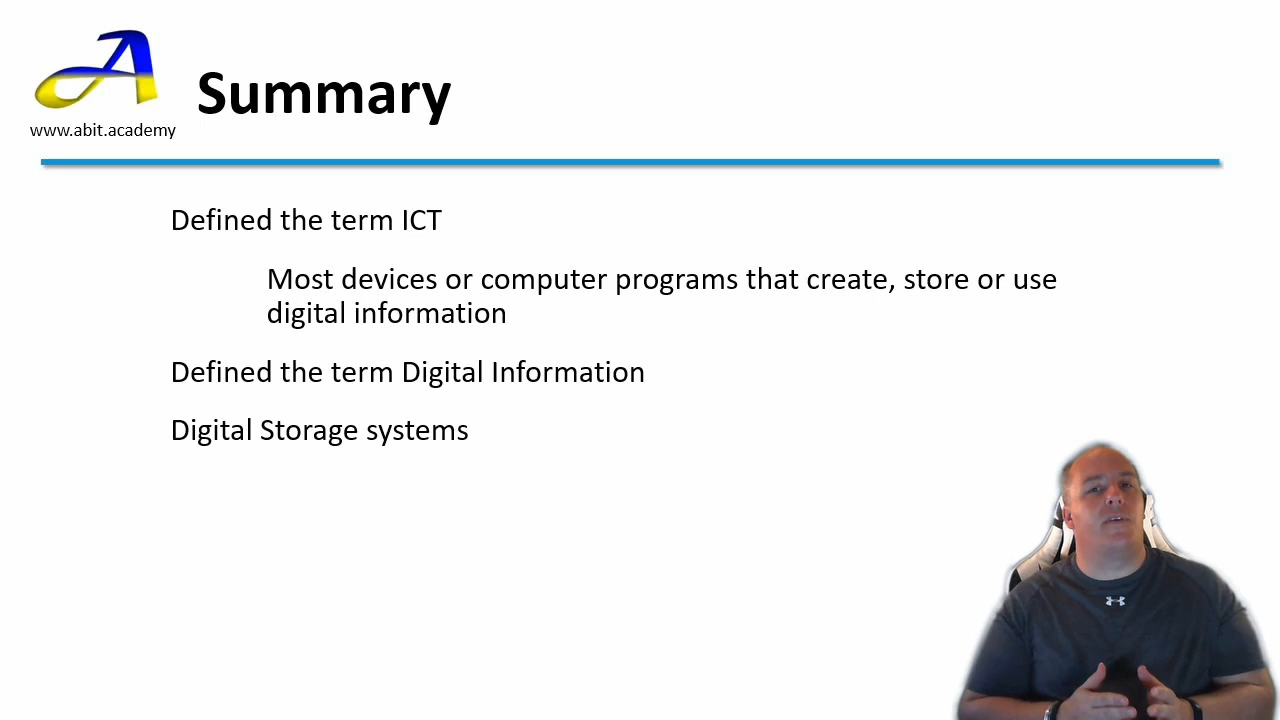 www.abit.academy
Summary
Defined the term ICT
Most devices or computer programs that create, store or use
digital information
Defined the term Digital Information
Digital Storage systems